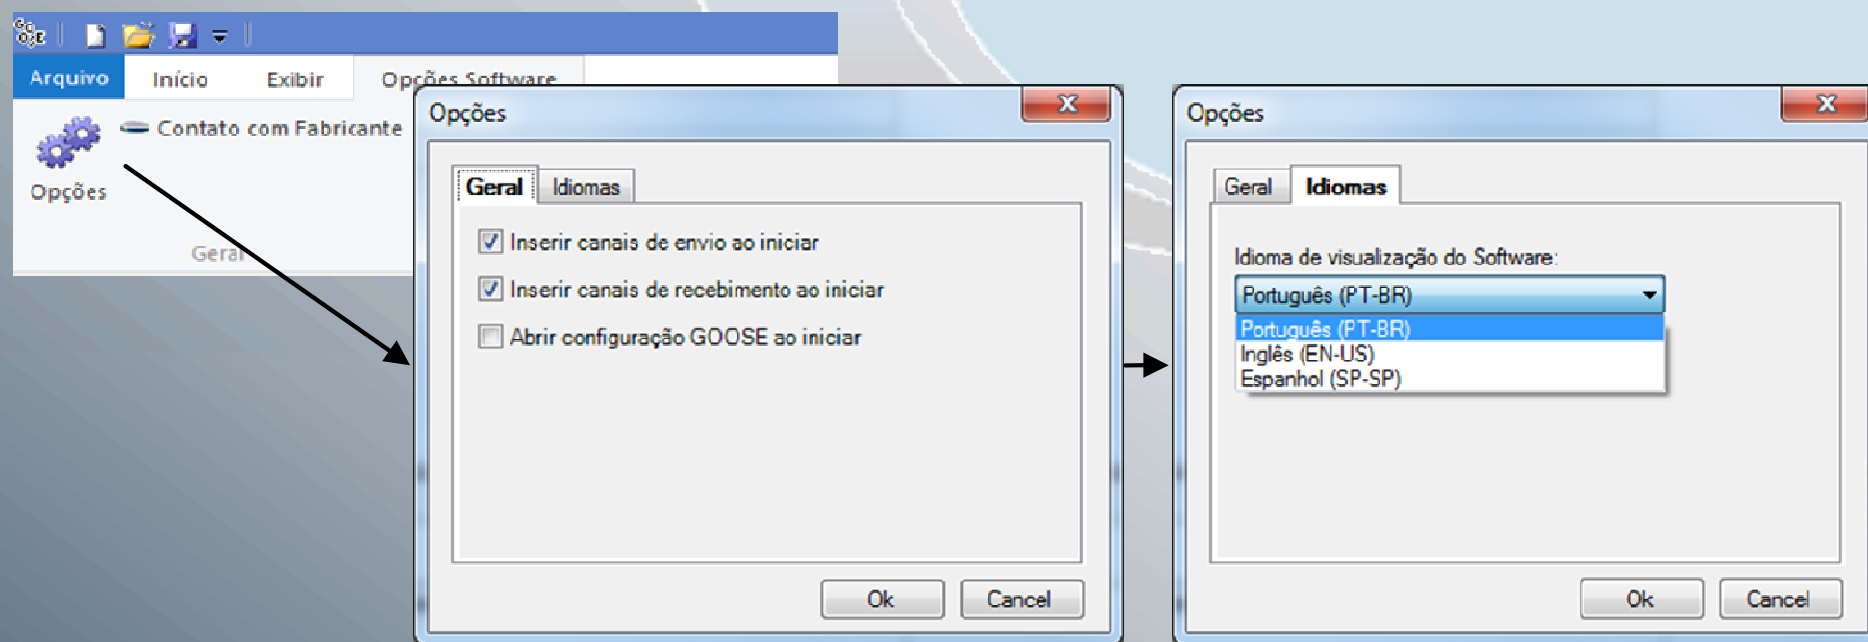 GOOSE
Arquivo Início Exibir Opções Software
Contato com Fabricante
Opções
Geral
Opções
Geral Idiomas
Inserir canais de envio ao iniciar
Inserir canais de recebimento ao iniciar
Abrir configuração GOOSE ao iniciar
Ok Cancel
Opções
Geral Idiomas
Idioma de visualização do Software:
Português (PT-BR)
Português (PT-BR)
Inglês (EN-US)
Espanhol (SP-SP)
Ok Cancel